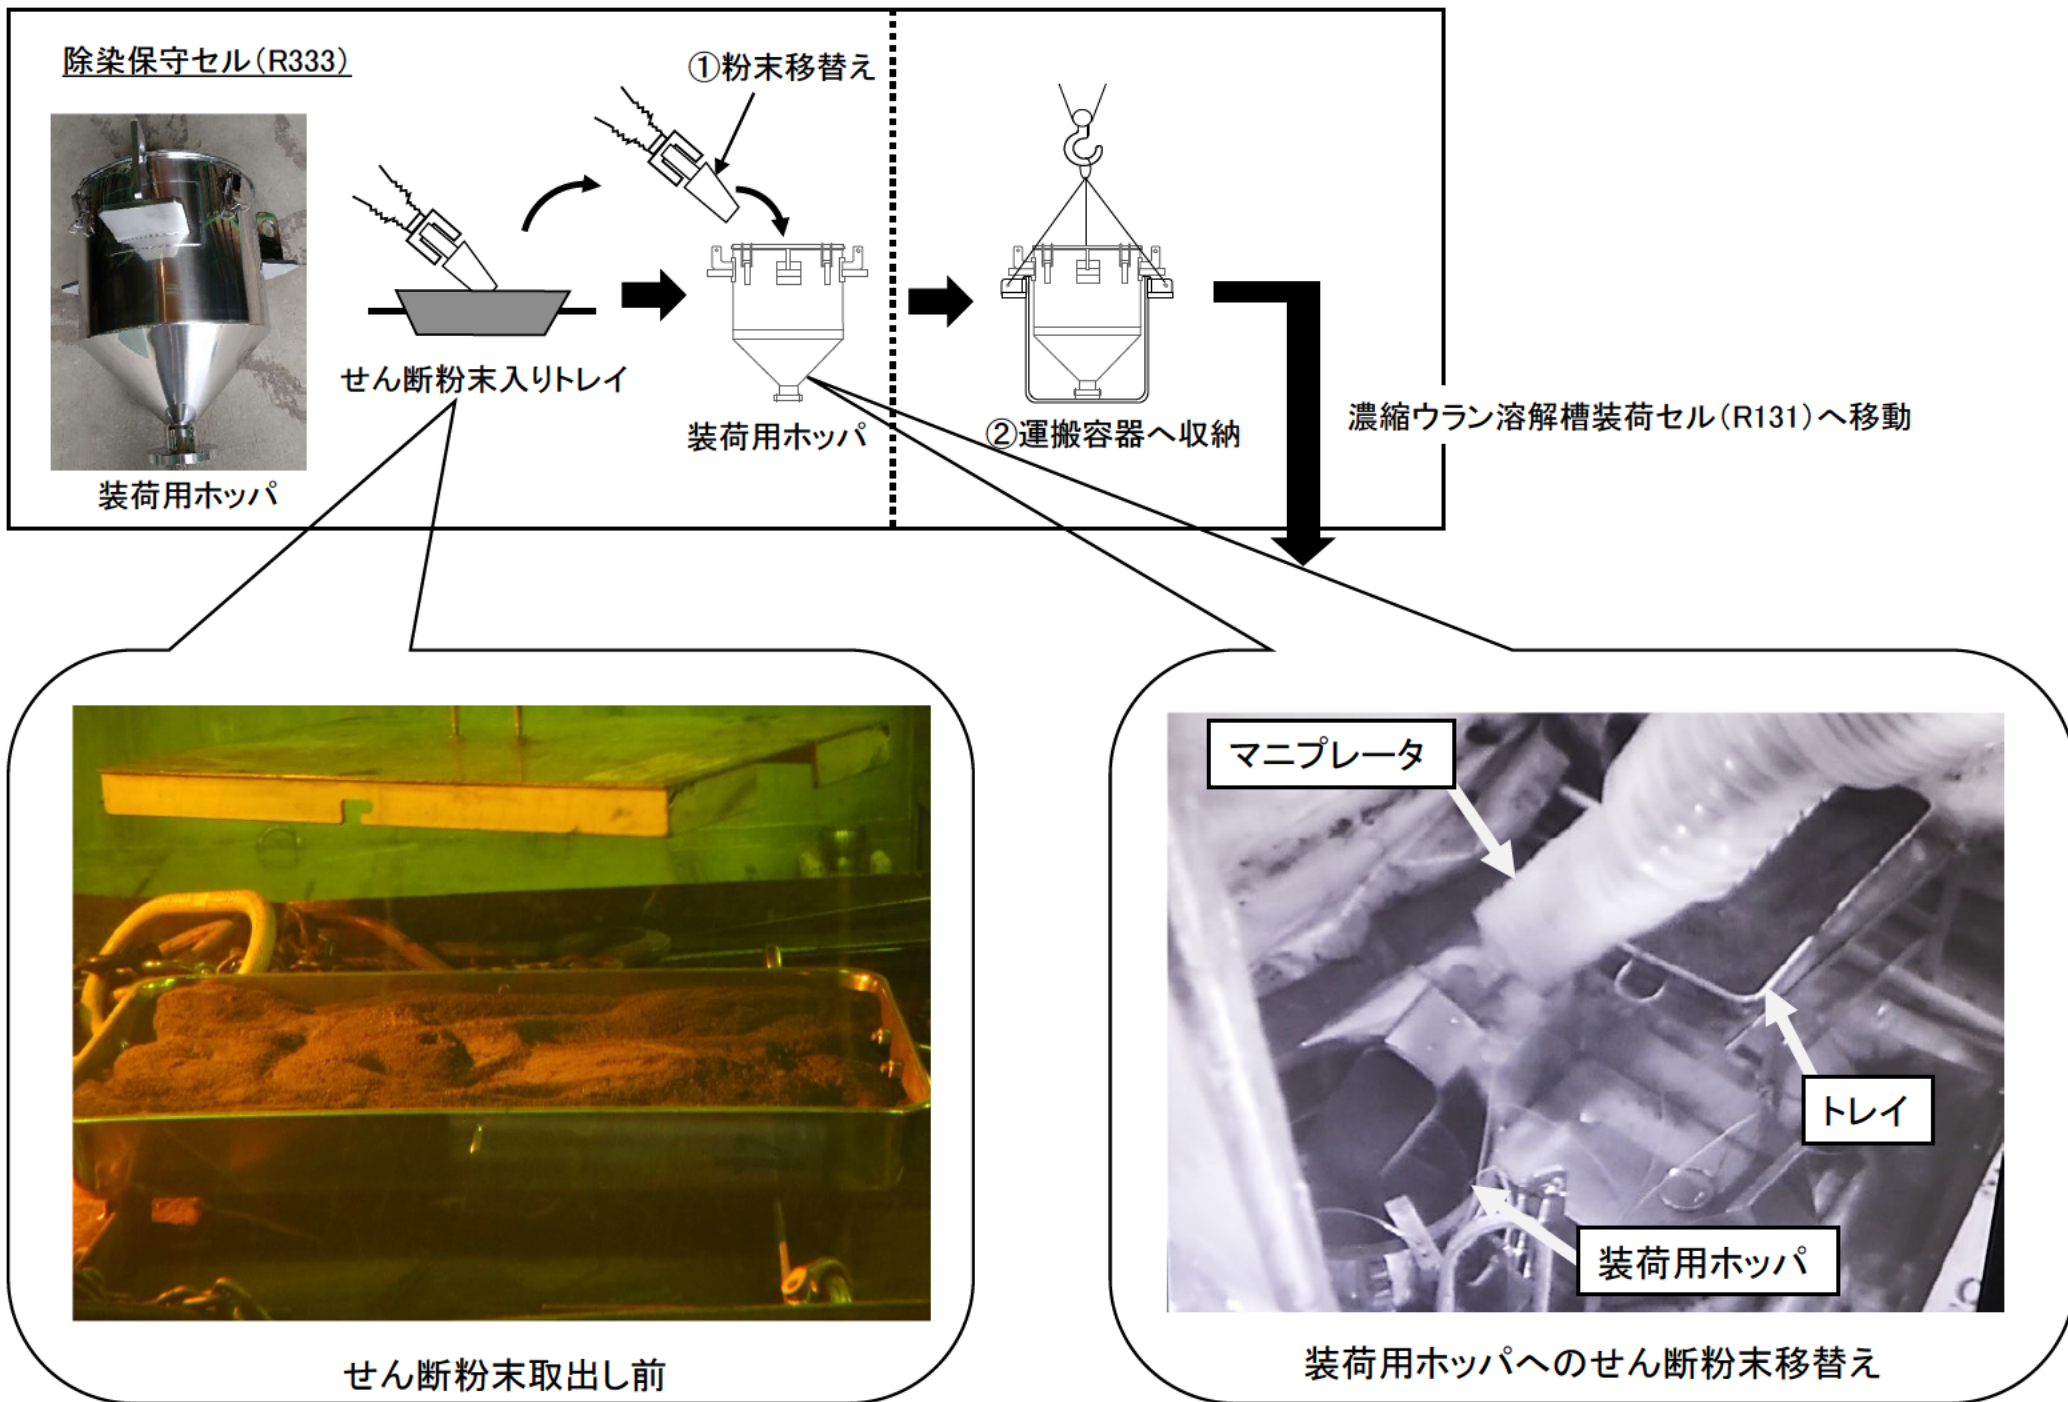 除染保守セル(R333)
①粉末移替え
せん断粉末入りトレイ
装荷用ホッパ
②運搬容器へ収納
濃縮ウラン溶解槽装荷セル(R131)へ移動
装荷用ホッパ
マニプレータ
トレイ
装荷用ホッパ
せん断粉末取出し前
装荷用ホッパへのせん断粉末移替え